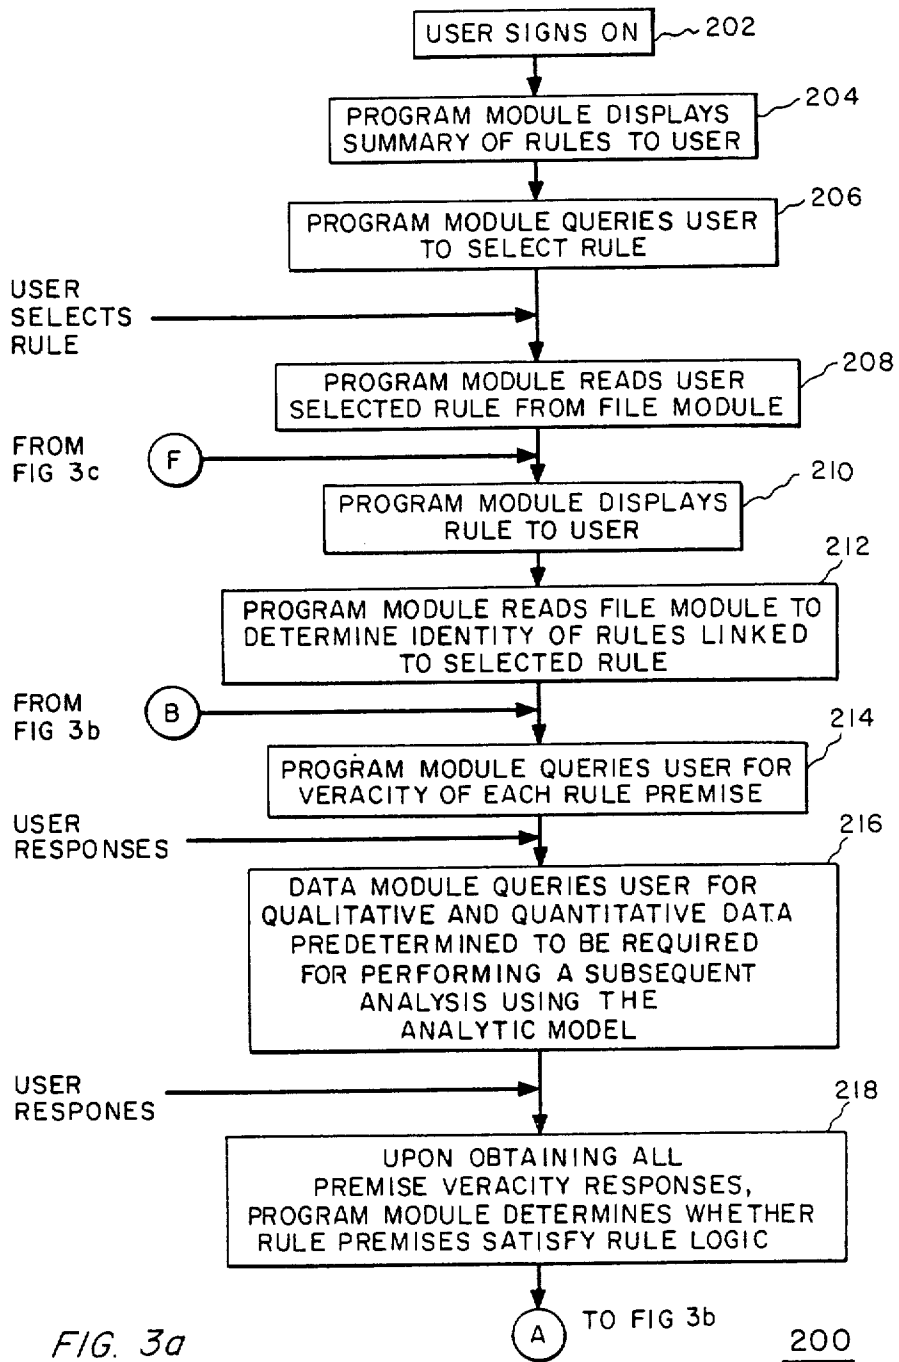 USER SIGNS ON
202
PROGRAM MODULE DISPLAYS
SUMMARY OF RULES TO USER
204
PROGRAM MODULE QUERIES USER
TO SELECT RULE
206
USER
SELECTS
RULE
PROGRAM MODULE READS USER
SELECTED RULE FROM FILE MODULE
208
FROM
FIG 3c
F
PROGRAM MODULE DISPLAYS
RULE TO USER
210
PROGRAM MODULE READS FILE MODULE TO
DETERMINE IDENTITY OF RULES LINKED
TO SELECTED RULE
212
FROM
FIG 3b
B
PROGRAM MODULE QUERIES USER FOR
VERACITY OF EACH RULE PREMISE
214
USER
RESPONSES
DATA MODULE QUERIES USER FOR
QUALITATIVE AND QUANTITATIVE DATA
PREDETERMINED TO BE REQUIRED
FOR PERFORMING A SUBSEQUENT
ANALYSIS USING THE
ANALYTIC MODEL
216
USER
RESPONES
UPON OBTAINING ALL
PREMISE VERACITY RESPONSES,
PROGRAM MODULE DETERMINES WHETHER
RULE PREMISES SATISFY RULE LOGIC
218
A
TO FIG 3b
FIG. 3a
200